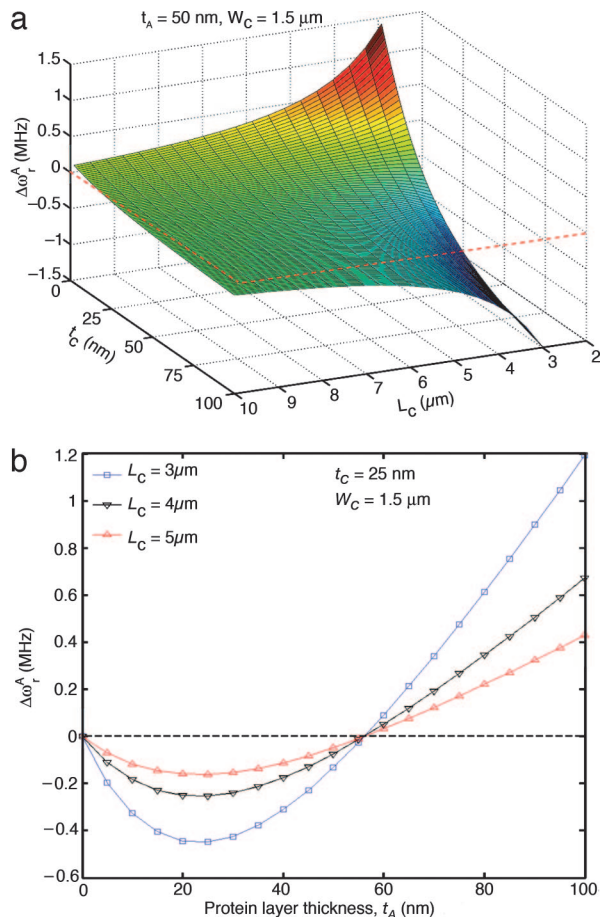 a
t_A = 50 nm, W_C = 1.5 μm
1.5
1
0.5
0
−0.5
−1
−1.5
Δω_r^A (MHz)
0
25
50
75
100
t_C (nm)
10
9
8
7
6
5
4
3
2
L_C (μm)
b
1.2
1
0.8
0.6
0.4
0.2
0
−0.2
−0.4
−0.6
Δω_r^A (MHz)
L_C = 3μm
L_C = 4μm
L_C = 5μm
t_C = 25 nm
W_C = 1.5 μm
0
20
40
60
80
100
Protein layer thickness, t_A (nm)